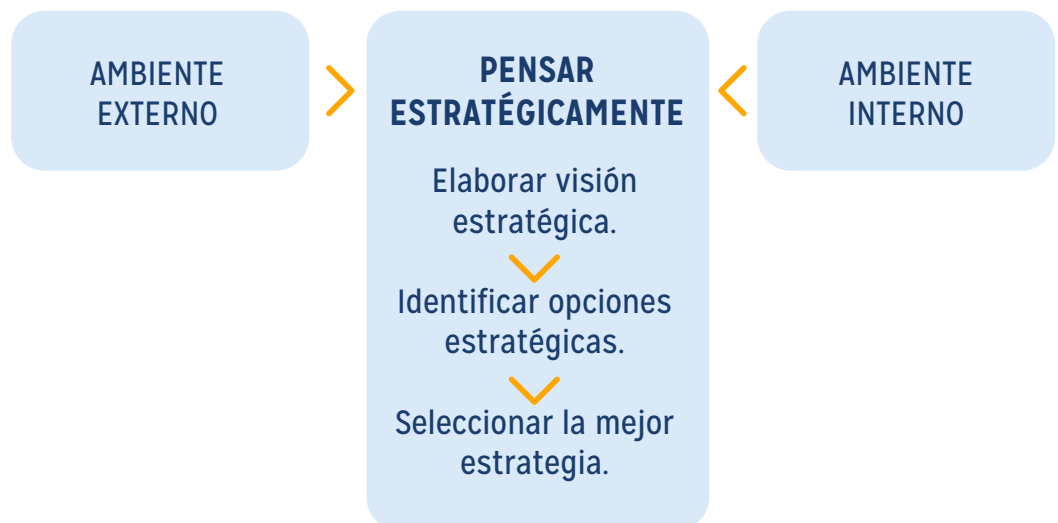 AMBIENTE
EXTERNO
PENSAR
ESTRATÉGICAMENTE
Elaborar visión
estratégica.
Identificar opciones
estratégicas.
Seleccionar la mejor
estrategia.
AMBIENTE
INTERNO